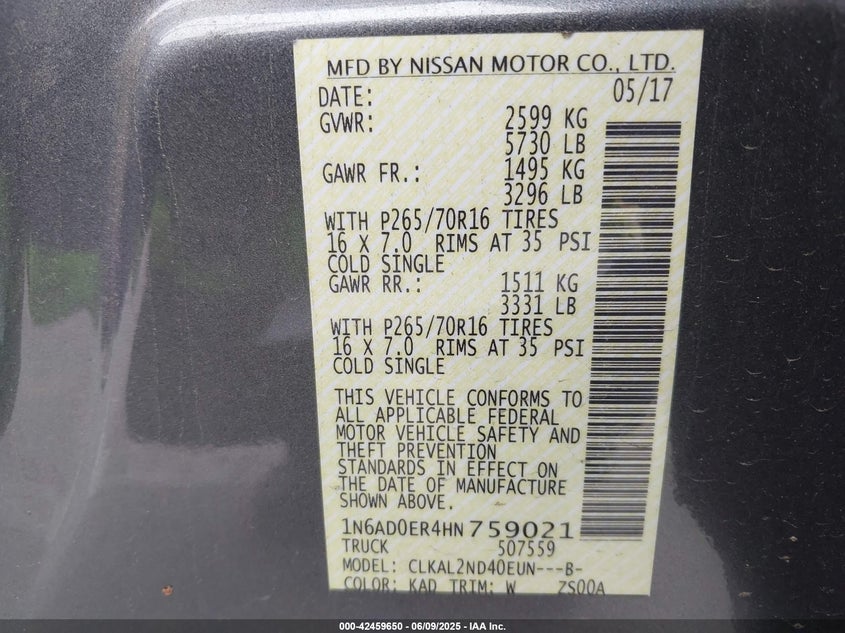 MFD BY NISSAN MOTOR CO., LTD.
DATE: 05/17
GVWR: 2599 KG
5730 LB
GAWR FR.: 1495 KG
3296 LB
WITH P265/70R16 TIRES
16 X 7.0 RIMS AT 35 PSI
COLD SINGLE
GAWR RR.: 1511 KG
3331 LB
WITH P265/70R16 TIRES
16 X 7.0 RIMS AT 35 PSI
COLD SINGLE
THIS VEHICLE CONFORMS TO
ALL APPLICABLE FEDERAL
MOTOR VEHICLE SAFETY AND
THEFT PREVENTION
STANDARDS IN EFFECT ON
THE DATE OF MANUFACTURE
SHOWN ABOVE.
1N6AD0ER4HN759021
TRUCK 507559
MODEL: CLKAL2ND40EUN---B-
COLOR: KAD TRIM: W ZS00A
000-42459650 - 06/09/2025 - IAA Inc.